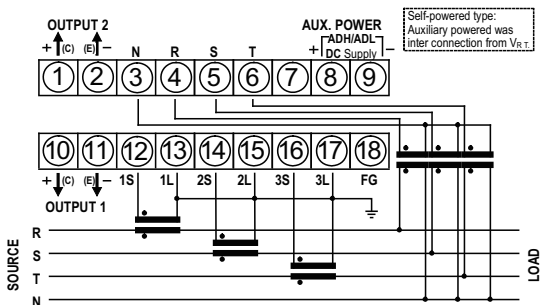 OUTPUT 2
+ (C) (E) −
N R S T
AUX. POWER
ADH/ADL
+ DC Supply −
Self-powered type:
Auxiliary powered was
inter connection from VR T.
1 2 3 4 5 6 7 8 9
10 11 12 13 14 15 16 17 18
+ (C) (E) − 1S 1L 2S 2L 3S 3L FG
OUTPUT 1
SOURCE
R
S
T
N
LOAD